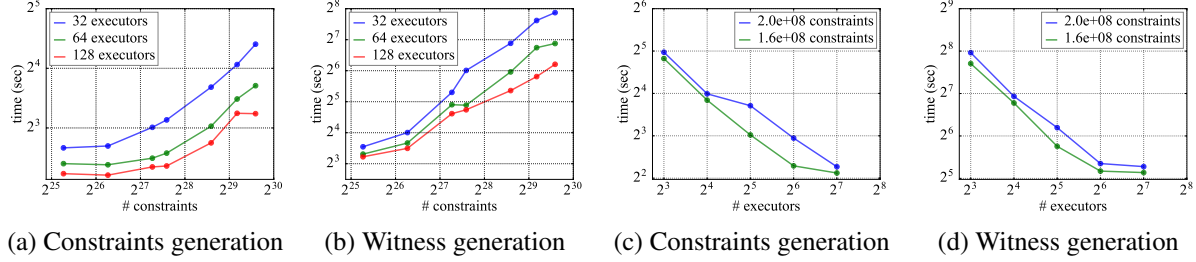 2^5
2^4
2^3
time (sec)
32 executors
64 executors
128 executors
2^25 2^26 2^27 2^28 2^29 2^30
# constraints
(a) Constraints generation
2^8
2^7
2^6
2^5
2^4
2^3
time (sec)
32 executors
64 executors
128 executors
2^25 2^26 2^27 2^28 2^29 2^30
# constraints
(b) Witness generation
2^6
2^5
2^4
2^3
2^2
time (sec)
2.0e+08 constraints
1.6e+08 constraints
2^3 2^4 2^5 2^6 2^7 2^8
# executors
(c) Constraints generation
2^9
2^8
2^7
2^6
2^5
time (sec)
2.0e+08 constraints
1.6e+08 constraints
2^3 2^4 2^5 2^6 2^7 2^8
# executors
(d) Witness generation